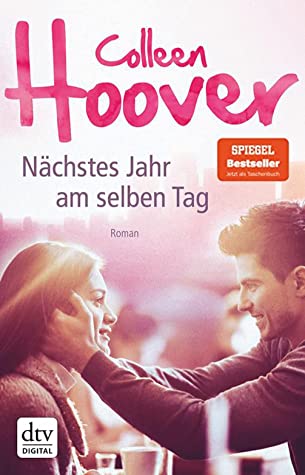 Colleen
Hoover
Nächstes Jahr
am selben Tag
Roman
SPIEGEL
Bestseller
Jetzt als Taschenbuch
dtv
DIGITAL